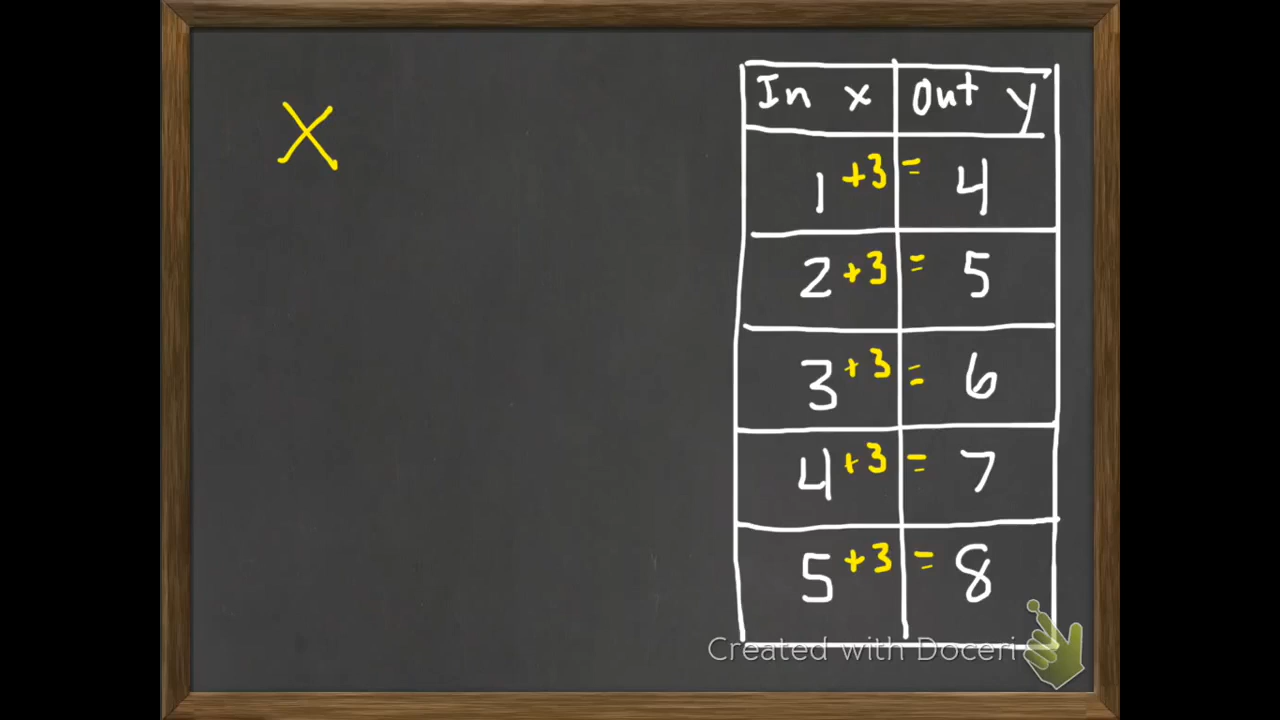 X
In x Out y
1 +3 = 4
2 +3 = 5
3 +3 = 6
4 +3 = 7
5 +3 = 8
Created with Doceri